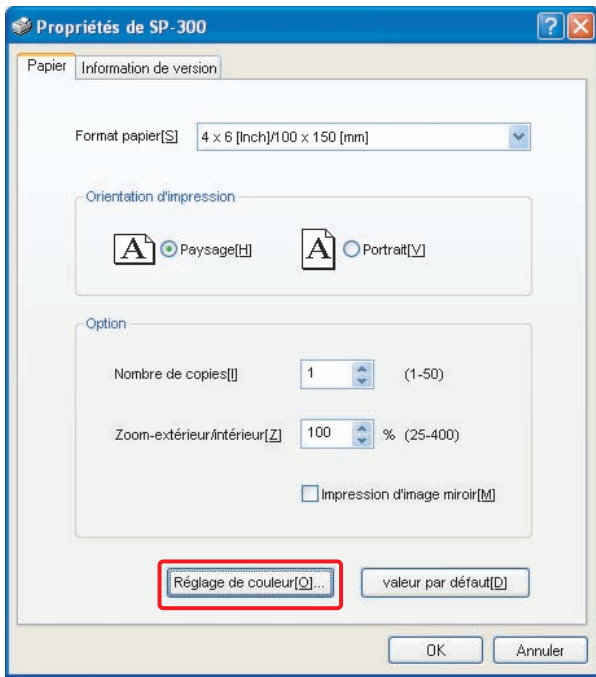 Propriétés de SP-300
Papier
Information de version
Format papier[S] 4 x 6 [Inch]/100 x 150 [mm]
Orientation d'impression
A Paysage[H] A Portrait[V]
Option
Nombre de copies[I] 1 (1-50)
Zoom-extérieur/intérieur[Z] 100 % (25-400)
Impression d'image miroir[M]
Réglage de couleur[O]... valeur par défaut[D]
OK Annuler